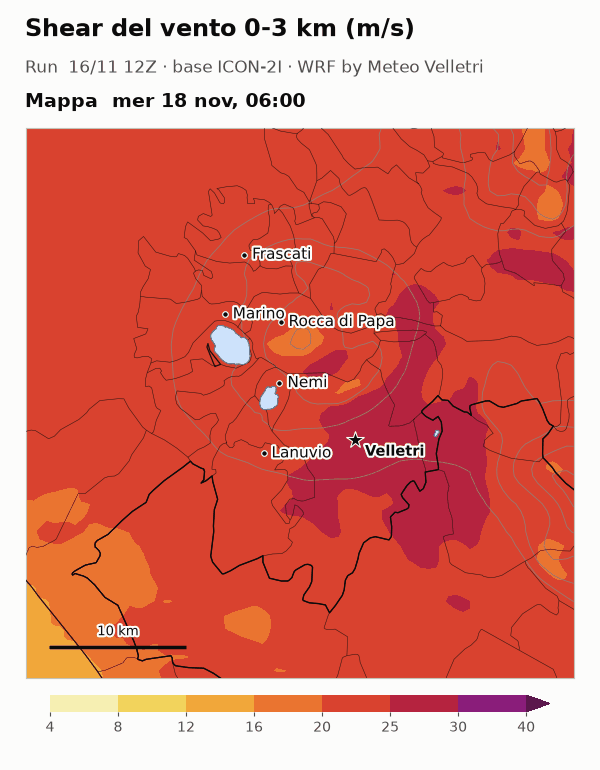 Shear del vento 0-3 km (m/s)
Run  16/11 12Z · base ICON-2I · WRF by Meteo Velletri
Mappa  mer 18 nov, 06:00
Frascati
Marino
Rocca di Papa
Nemi
Velletri
Lanuvio
10 km
4 8 12 16 20 25 30 40